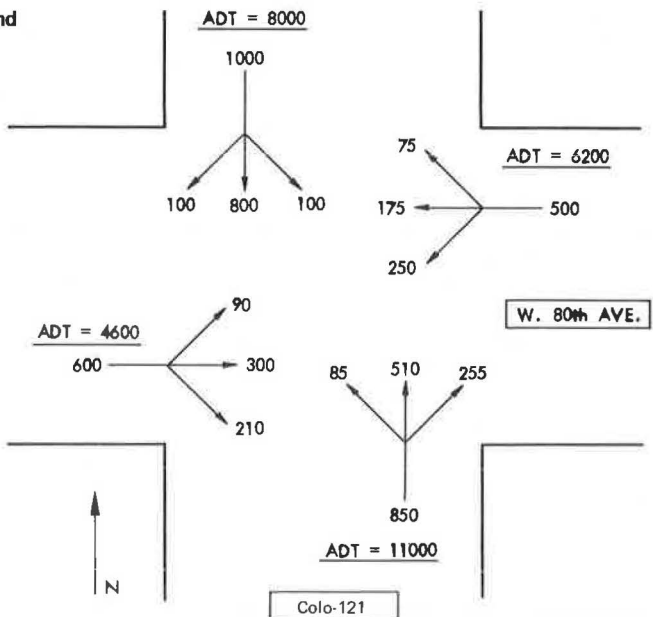 nd
ADT = 8000
1000
100 800 100
75
ADT = 6200
175
500
250
W. 80th AVE.
90
ADT = 4600
600
300
210
85 510 255
850
ADT = 11000
N
Colo-121